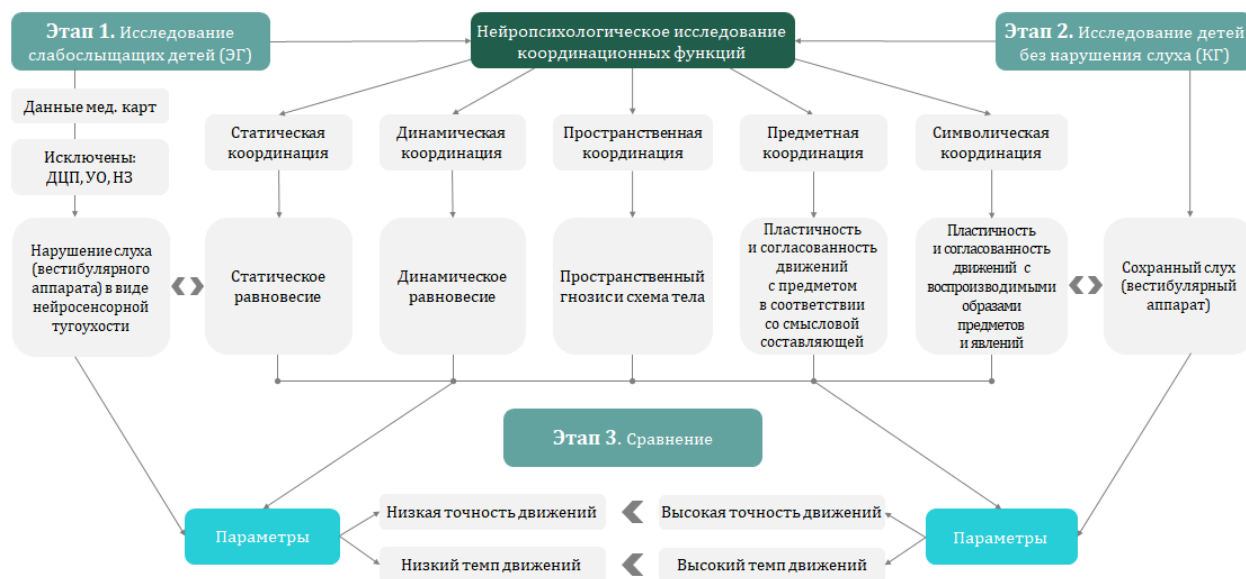 Этап 1. Исследование
слабослыщащих детей (ЭГ)
Нейропсихологическое исследование
координационных функций
Этап 2. Исследование детей
без нарушения слуха (КГ)
Данные мед. карт
Исключены:
ДЦП, УО, НЗ
Статическая
координация
Динамическая
координация
Пространственная
координация
Предметная
координация
Символическая
координация
Нарушение слуха
(вестибулярного
аппарата) в виде
нейросенсорной
тугоухости
Статическое
равновесие
Динамическое
равновесие
Пространственный
гнозис и схема тела
Пластичность
и согласованность
движений
с предметом
в соответствии
со смысловой
составляющей
Пластичность
и согласованность
движений с
воспроизводимыми
образами
предметов
и явлений
Сохранный слух
(вестибулярный
аппарат)
Этап 3. Сравнение
Параметры
Низкая точность движений
Высокая точность движений
Низкий темп движений
Высокий темп движений
Параметры